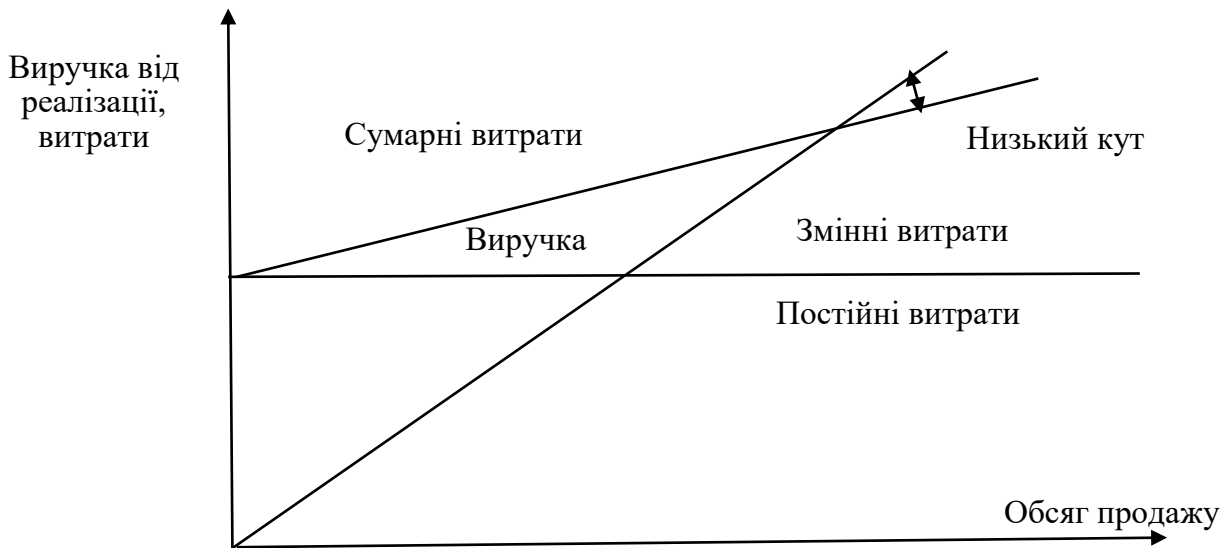 Виручка від
реалізації,
витрати
Сумарні витрати
Низький кут
Виручка
Змінні витрати
Постійні витрати
Обсяг продажу